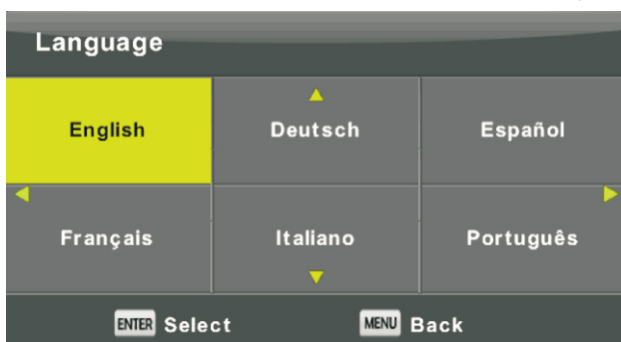 Language
English Deutsch Español
Français Italiano Português
ENTER Select MENU Back